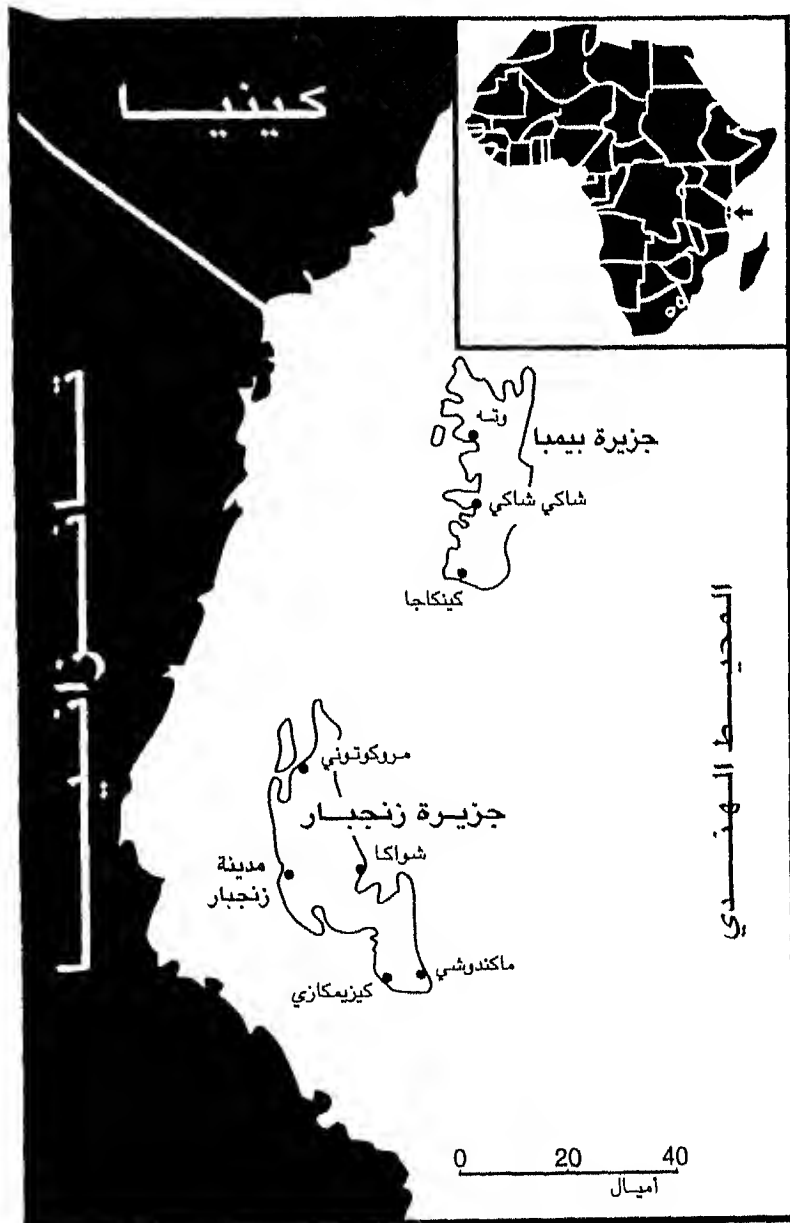 كينيا
تانزانيا
وته
جزيرة بيمبا
شاكي شاكي
كينكاجا
المحيط الهندي
مروكوتوني
جزيرة زنجبار
شواكا
مدينة
زنجبار
ماكندوشي
كيزيمكازي
0 20 40
أميال